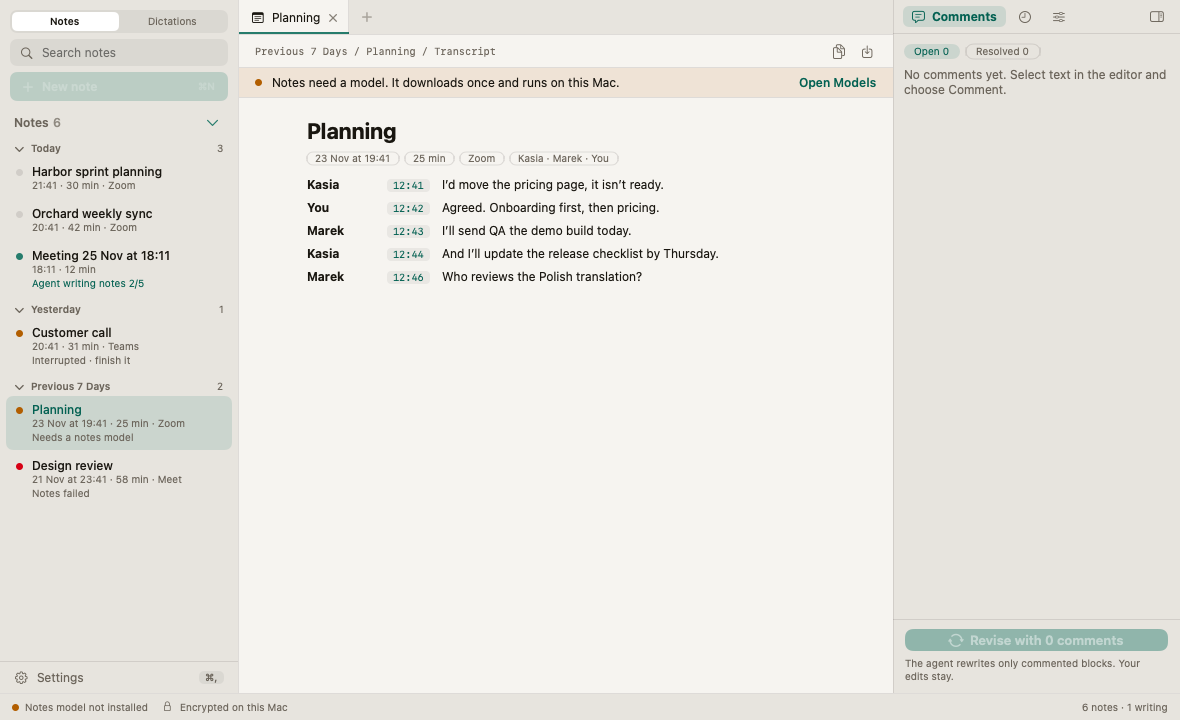 Notes
Dictations
Search notes
New note ⌘N
Notes 6
Today 3
Harbor sprint planning
21:41 · 30 min · Zoom
Orchard weekly sync
20:41 · 42 min · Zoom
Meeting 25 Nov at 18:11
18:11 · 12 min
Agent writing notes 2/5
Yesterday 1
Customer call
20:41 · 31 min · Teams
Interrupted · finish it
Previous 7 Days 2
Planning
23 Nov at 19:41 · 25 min · Zoom
Needs a notes model
Design review
21 Nov at 23:41 · 58 min · Meet
Notes failed
Settings ⌘,
Planning
Previous 7 Days / Planning / Transcript
Notes need a model. It downloads once and runs on this Mac. Open Models
Planning
23 Nov at 19:41 25 min Zoom Kasia · Marek · You
Kasia 12:41 I’d move the pricing page, it isn’t ready.
You 12:42 Agreed. Onboarding first, then pricing.
Marek 12:43 I’ll send QA the demo build today.
Kasia 12:44 And I’ll update the release checklist by Thursday.
Marek 12:46 Who reviews the Polish translation?
Comments
Open 0 Resolved 0
No comments yet. Select text in the editor and
choose Comment.
Revise with 0 comments
The agent rewrites only commented blocks. Your
edits stay.
Notes model not installed Encrypted on this Mac 6 notes · 1 writing